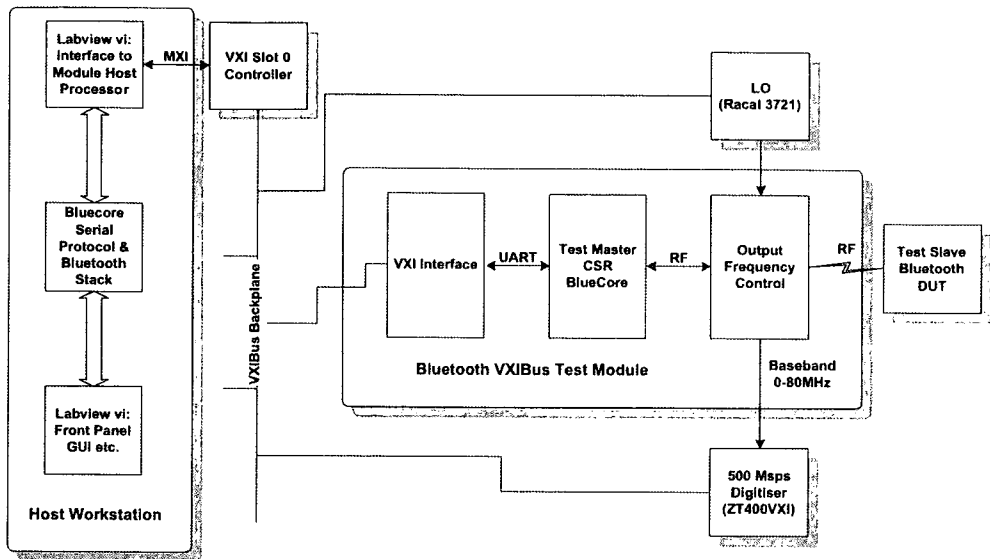 Labview vi:
Interface to
Module Host
Processor
MXI
VXI Slot 0
Controller
LO
(Racal 3721)
Bluecore
Serial
Protocol &
Bluetooth
Stack
VXIBus Backplane
VXI Interface
UART
Test Master
CSR
BlueCore
RF
Output
Frequency
Control
RF
Test Slave
Bluetooth
DUT
Bluetooth VXIBus Test Module
Baseband
0-80MHz
Labview vi:
Front Panel
GUI etc.
Host Workstation
500 Msps
Digitiser
(ZT400VXI)